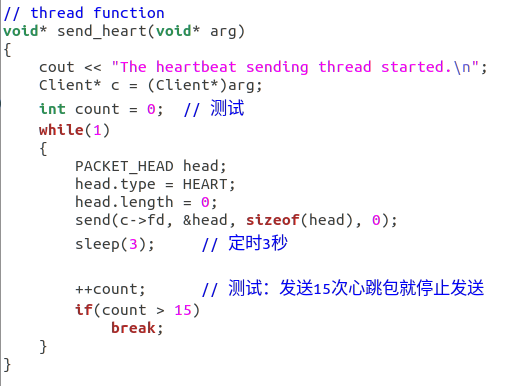 // thread function
void* send_heart(void* arg)
{
    cout << "The heartbeat sending thread started.\n";
    Client* c = (Client*)arg;
    int count = 0;  // 测试
    while(1)
    {
        PACKET_HEAD head;
        head.type = HEART;
        head.length = 0;
        send(c->fd, &head, sizeof(head), 0);
        sleep(3);     // 定时3秒

        ++count;      // 测试：发送15次心跳包就停止发送
        if(count > 15)
            break;
    }
}